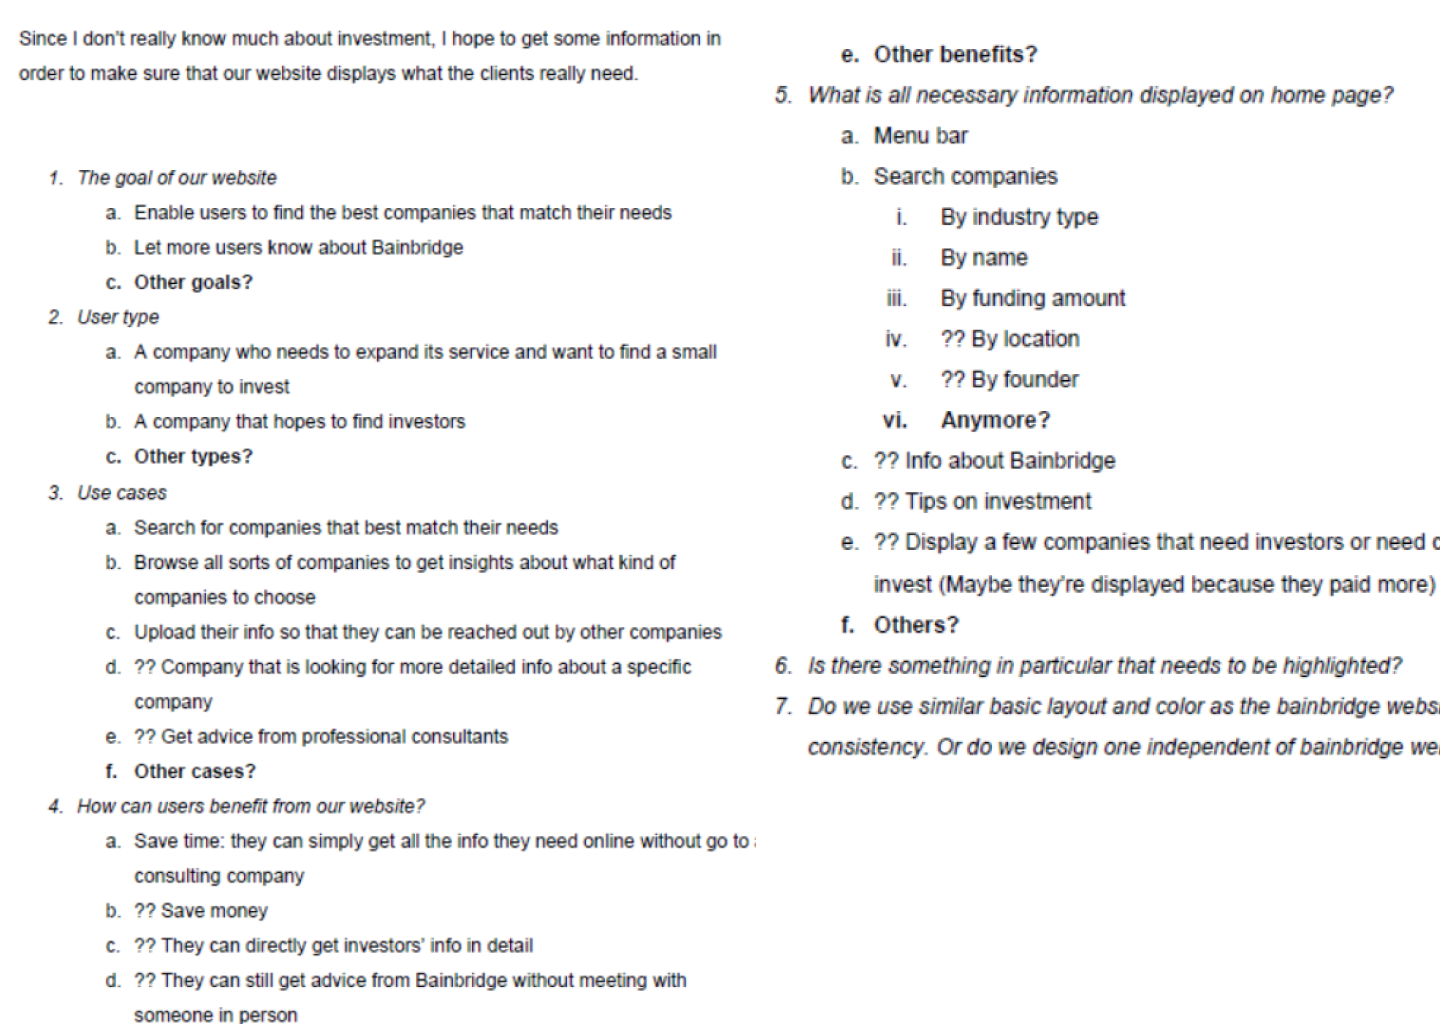 Since I don't really know much about investment, I hope to get some information in
order to make sure that our website displays what the clients really need.
1. The goal of our website
a. Enable users to find the best companies that match their needs
b. Let more users know about Bainbridge
c. Other goals?
2. User type
a. A company who needs to expand its service and want to find a small
company to invest
b. A company that hopes to find investors
c. Other types?
3. Use cases
a. Search for companies that best match their needs
b. Browse all sorts of companies to get insights about what kind of
companies to choose
c. Upload their info so that they can be reached out by other companies
d. ?? Company that is looking for more detailed info about a specific
company
e. ?? Get advice from professional consultants
f. Other cases?
4. How can users benefit from our website?
a. Save time: they can simply get all the info they need online without go to
consulting company
b. ?? Save money
c. ?? They can directly get investors' info in detail
d. ?? They can still get advice from Bainbridge without meeting with
someone in person
e. Other benefits?
5. What is all necessary information displayed on home page?
a. Menu bar
b. Search companies
i. By industry type
ii. By name
iii. By funding amount
iv. ?? By location
v. ?? By founder
vi. Anymore?
c. ?? Info about Bainbridge
d. ?? Tips on investment
e. ?? Display a few companies that need investors or need
invest (Maybe they're displayed because they paid more)
f. Others?
6. Is there something in particular that needs to be highlighted?
7. Do we use similar basic layout and color as the bainbridge
consistency. Or do we design one independent of bainbridge